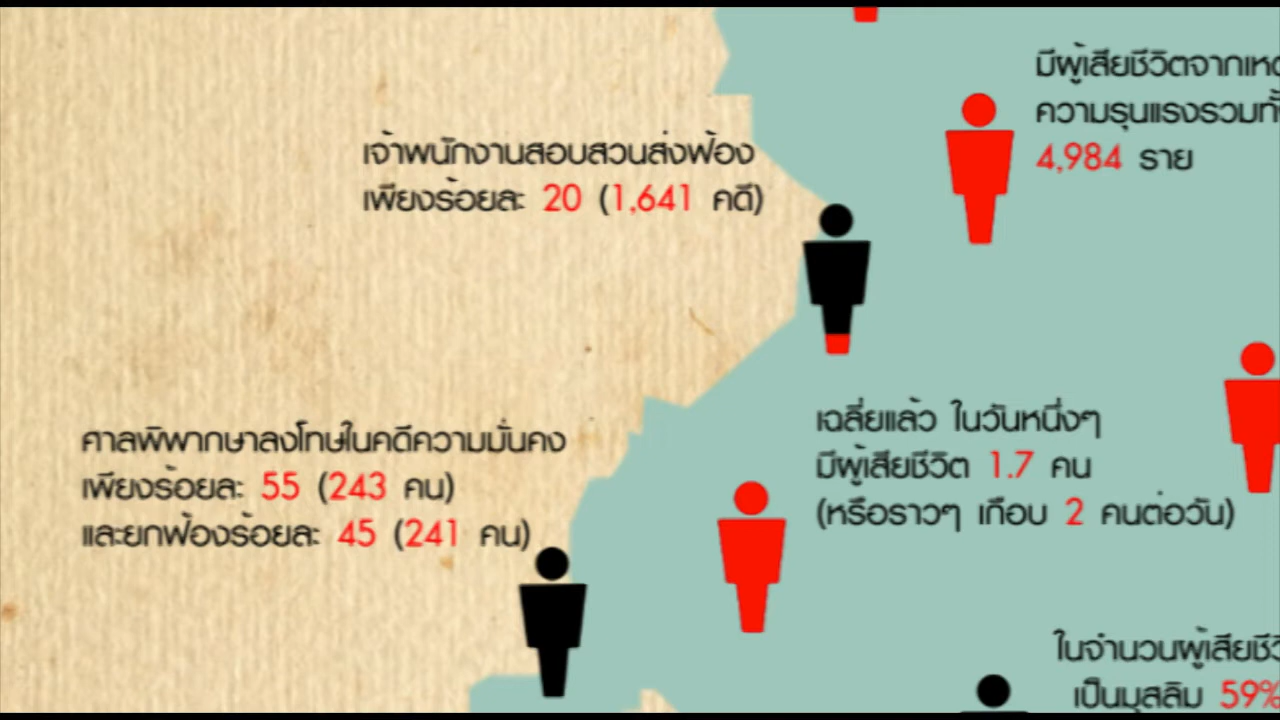 มีผู้เสียชีวิตจากเหต
ความรุนแรงรวมทั้
4,984 ราย
เจ้าพนักงานสอบสวนส่งฟ้อง
เพียงร้อยละ 20 (1,641 คดี)
เฉลี่ยแล้ว ในวันหนึ่งๆ
มีผู้เสียชีวิต 1.7 คน
(หรือราวๆ เกือบ 2 คนต่อวัน)
ศาลพิพากษาลงโทษในคดีความมั่นคง
เพียงร้อยละ 55 (243 คน)
และยกฟ้องร้อยละ 45 (241 คน)
ในจำนวนผู้เสียชีวิ
เป็นมุสลิม 59%